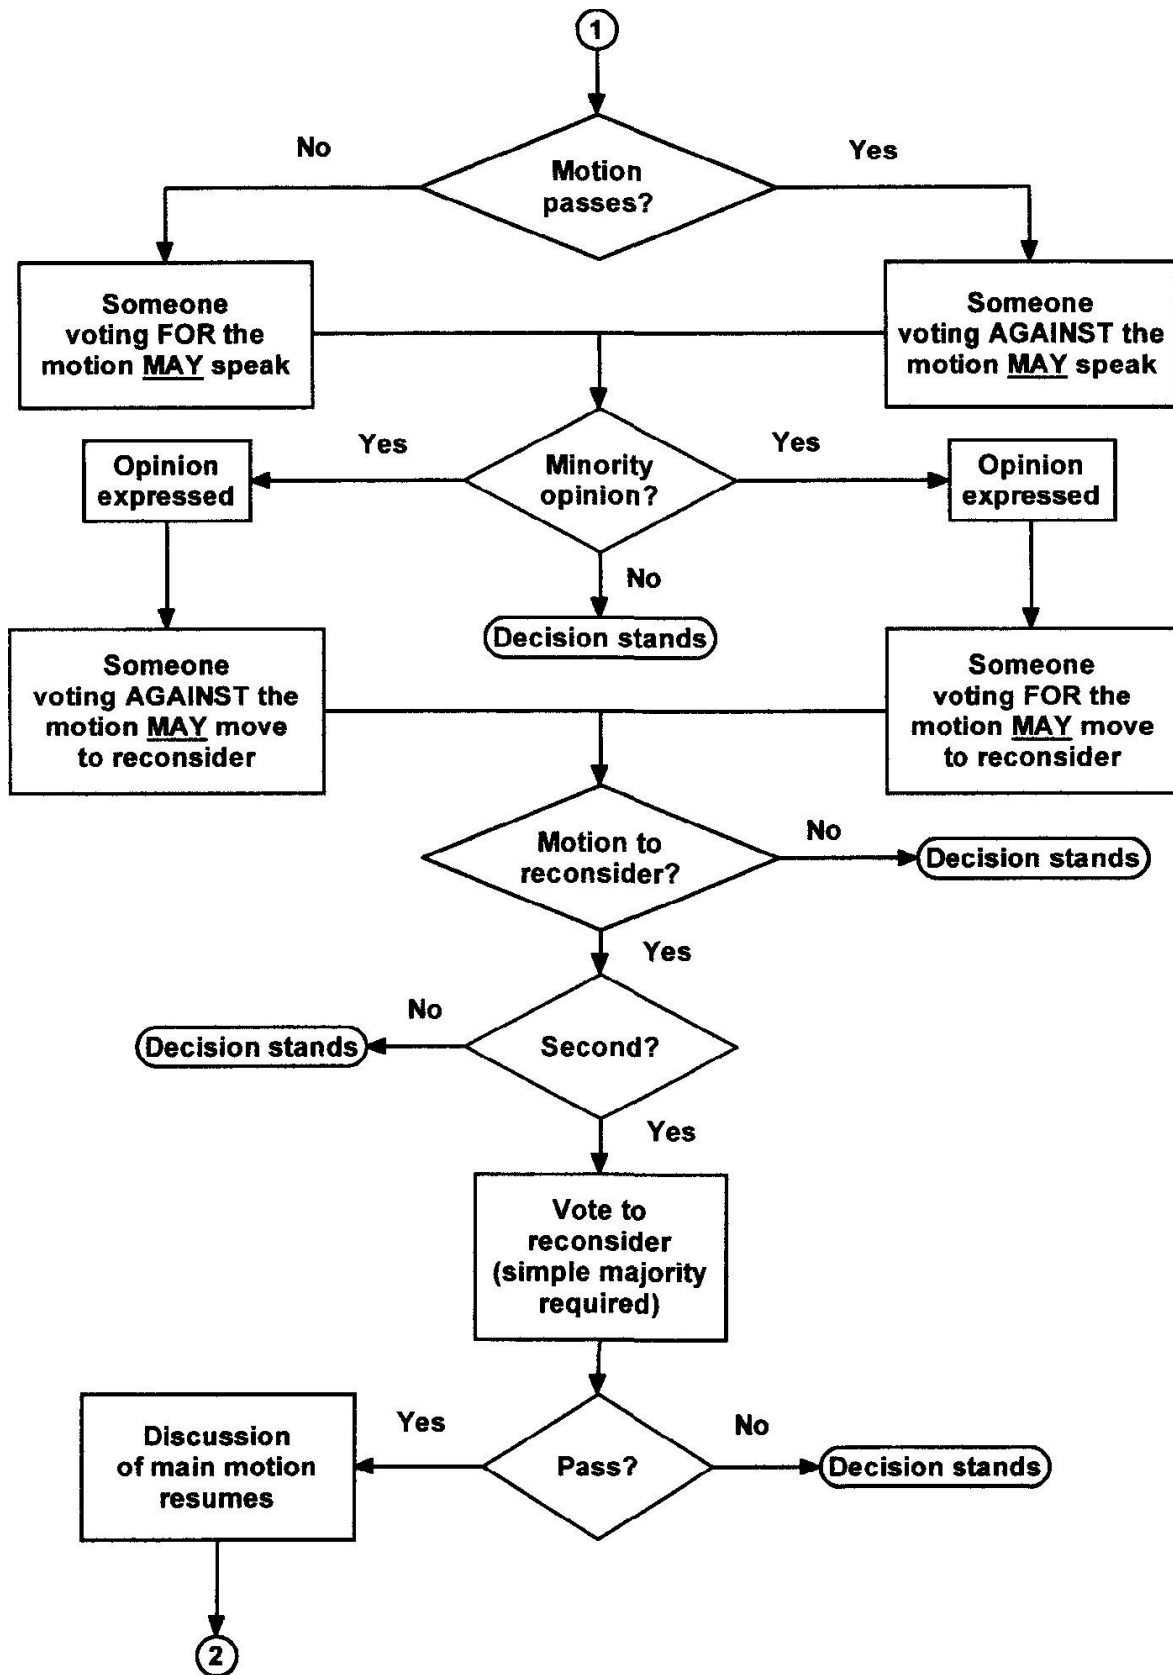 1
No
Yes
Motion
passes?
Someone
voting FOR the
motion MAY speak
Someone
voting AGAINST the
motion MAY speak
Yes
Yes
Opinion
expressed
Minority
opinion?
Opinion
expressed
No
Decision stands
Someone
voting AGAINST the
motion MAY move
to reconsider
Someone
voting FOR the
motion MAY move
to reconsider
Motion to
reconsider?
No
Decision stands
Yes
No
Decision stands
Second?
Yes
Vote to
reconsider
(simple majority
required)
Yes
No
Discussion
of main motion
resumes
Pass?
Decision stands
2